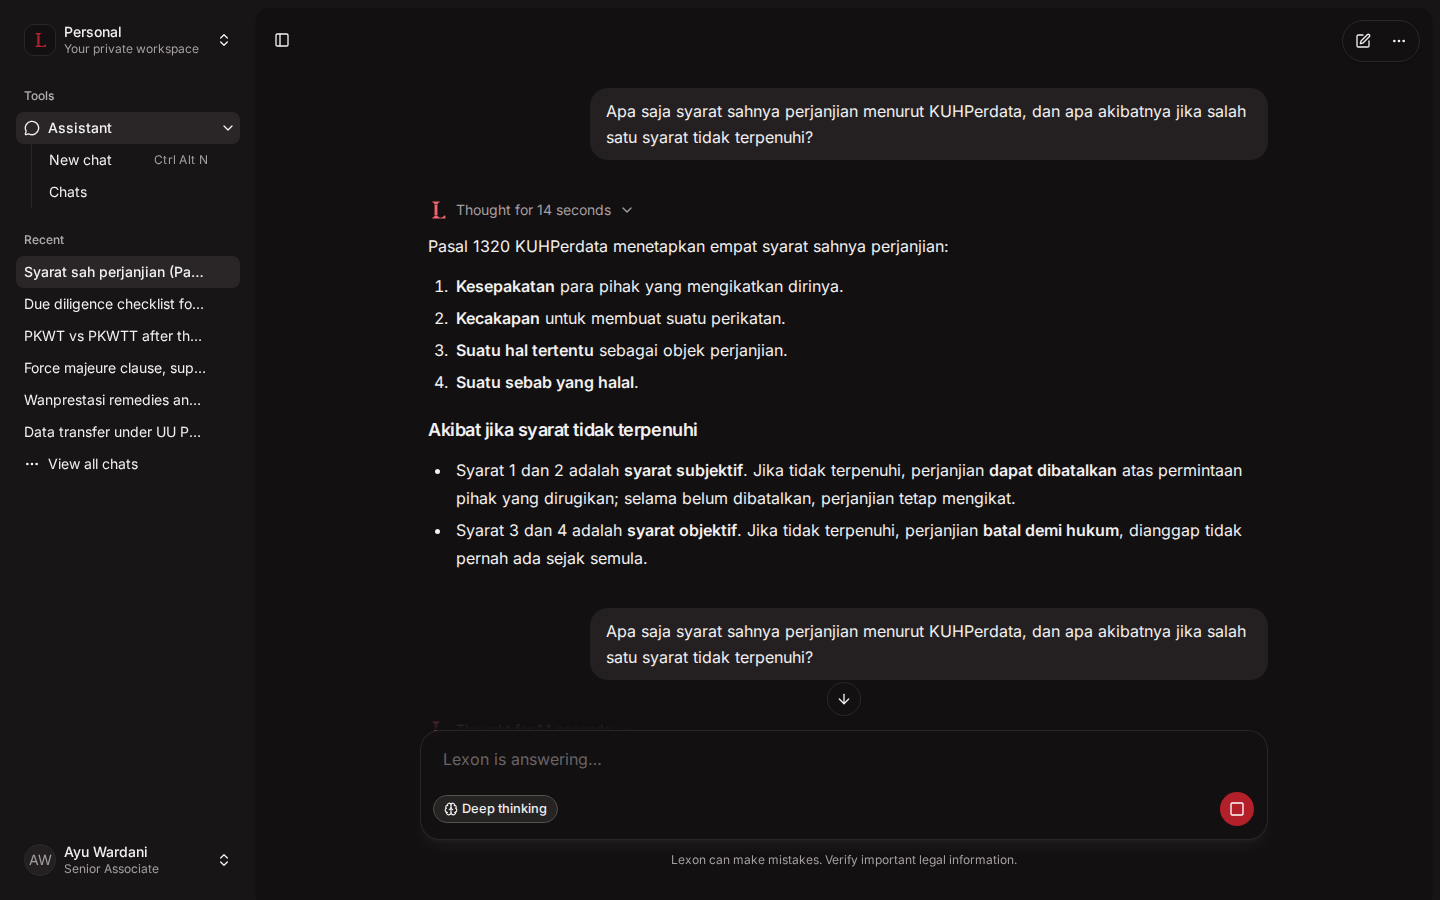 L
Personal
Your private workspace
Tools
Assistant
New chat
Ctrl Alt N
Chats
Recent
Syarat sah perjanjian (Pa...
Due diligence checklist fo...
PKWT vs PKWTT after th...
Force majeure clause, sup...
Wanprestasi remedies an...
Data transfer under UU P...
View all chats
AW
Ayu Wardani
Senior Associate
Apa saja syarat sahnya perjanjian menurut KUHPerdata, dan apa akibatnya jika salah
satu syarat tidak terpenuhi?
L
Thought for 14 seconds
Pasal 1320 KUHPerdata menetapkan empat syarat sahnya perjanjian:
1. Kesepakatan para pihak yang mengikatkan dirinya.
2. Kecakapan untuk membuat suatu perikatan.
3. Suatu hal tertentu sebagai objek perjanjian.
4. Suatu sebab yang halal.
Akibat jika syarat tidak terpenuhi
• Syarat 1 dan 2 adalah syarat subjektif. Jika tidak terpenuhi, perjanjian dapat dibatalkan atas permintaan
pihak yang dirugikan; selama belum dibatalkan, perjanjian tetap mengikat.
• Syarat 3 dan 4 adalah syarat objektif. Jika tidak terpenuhi, perjanjian batal demi hukum, dianggap tidak
pernah ada sejak semula.
Apa saja syarat sahnya perjanjian menurut KUHPerdata, dan apa akibatnya jika salah
satu syarat tidak terpenuhi?
Lexon is answering...
Deep thinking
Lexon can make mistakes. Verify important legal information.